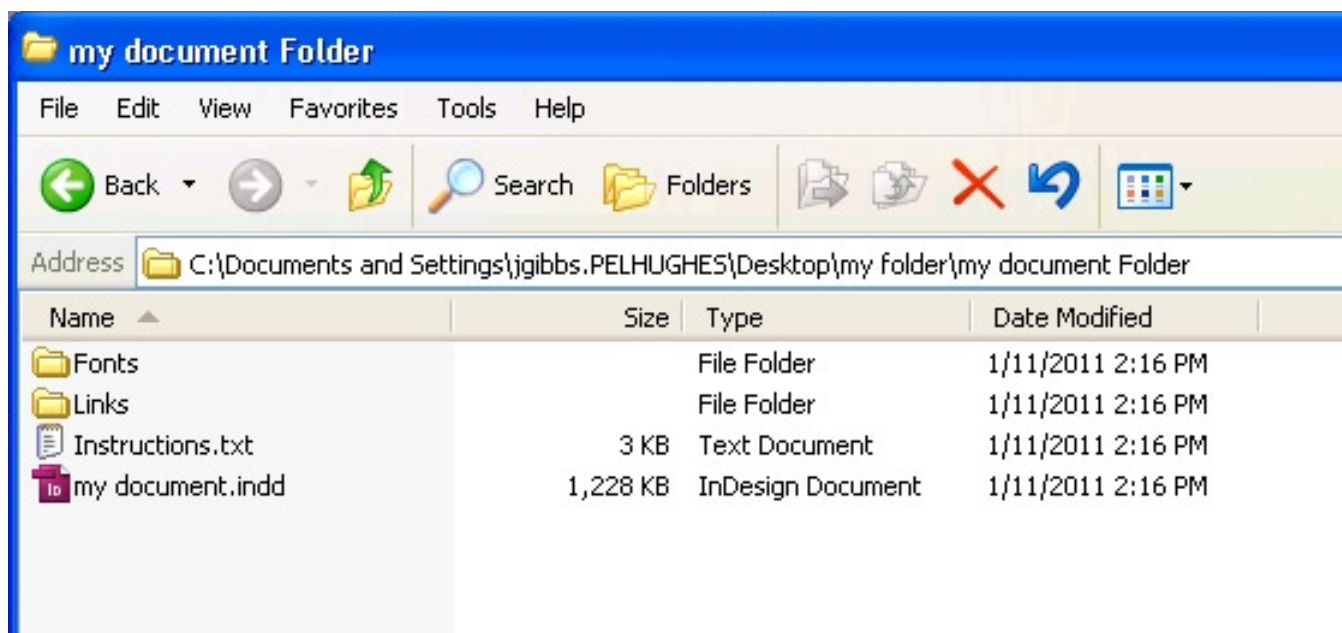 my document Folder
File Edit View Favorites Tools Help
Back Search Folders
Address C:\Documents and Settings\jgibbs.PELHUGHES\Desktop\my folder\my document Folder
Name Size Type Date Modified
Fonts File Folder 1/11/2011 2:16 PM
Links File Folder 1/11/2011 2:16 PM
Instructions.txt 3 KB Text Document 1/11/2011 2:16 PM
my document.indd 1,228 KB InDesign Document 1/11/2011 2:16 PM